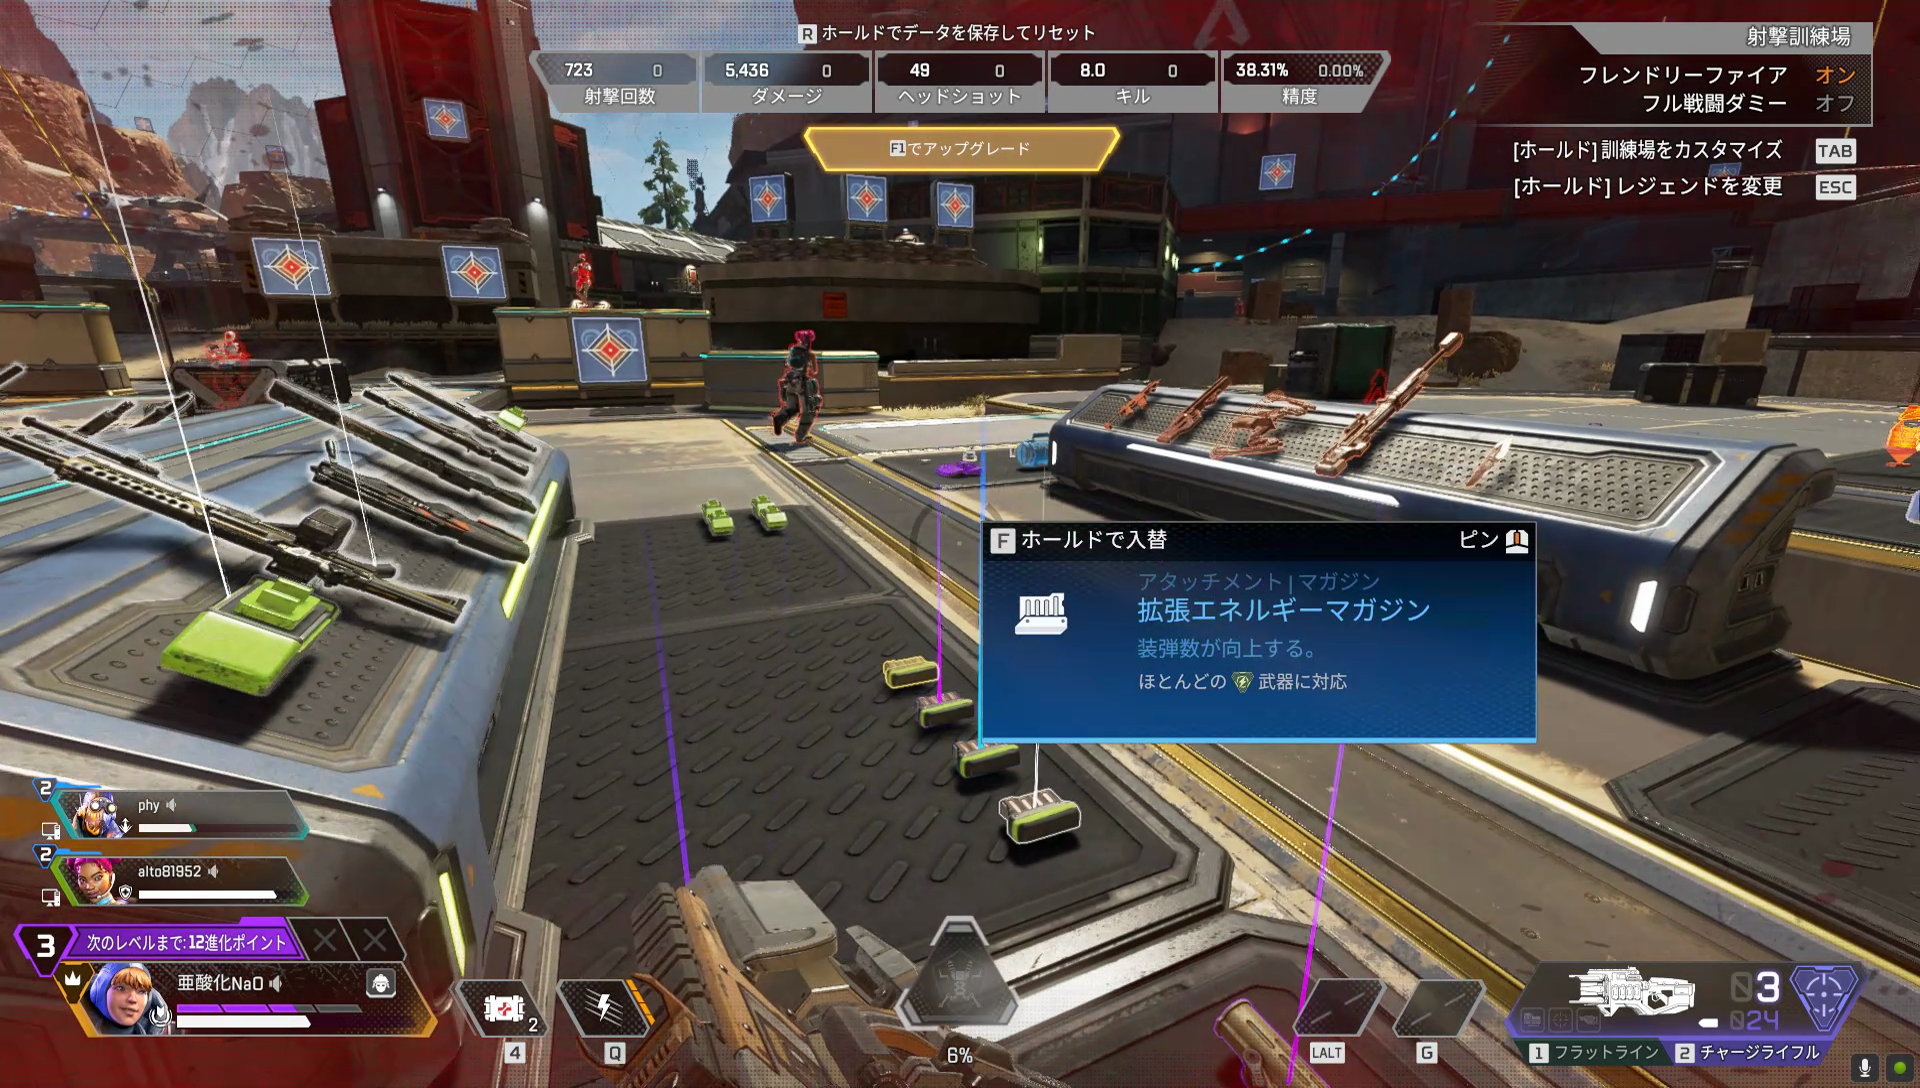 R ホールドでデータを保存してリセット
723 0 5,436 0 49 0 8.0 0 38.31% 0.00%
射撃回数 ダメージ ヘッドショット キル 精度
F1でアップグレード
射撃訓練場
フレンドリーファイア オン
フル戦闘ダミー オフ
[ホールド]訓練場をカスタマイズ TAB
[ホールド]レジェンドを変更 ESC
F ホールドで入替 ピン
アタッチメント|マガジン
拡張エネルギーマガジン
装弾数が向上する。
ほとんどの 武器に対応
2
phy
2
alto81952
3 次のレベルまで:12進化ポイント
亜酸化NaO
2
4 Q
6%
LALT G
03
024
1 フラットライン 2 チャージライフル